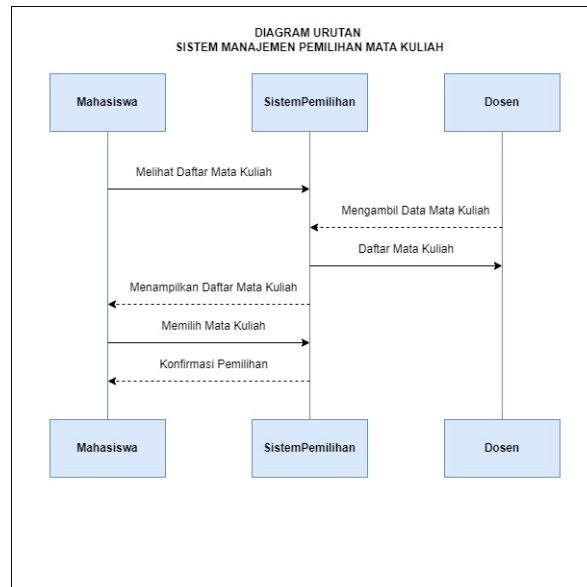 DIAGRAM URUTAN
SISTEM MANAJEMEN PEMILIHAN MATA KULIAH
Mahasiswa
SistemPemilihan
Dosen
Melihat Daftar Mata Kuliah
Mengambil Data Mata Kuliah
Daftar Mata Kuliah
Menampilkan Daftar Mata Kuliah
Memilih Mata Kuliah
Konfirmasi Pemilihan
Mahasiswa
SistemPemilihan
Dosen